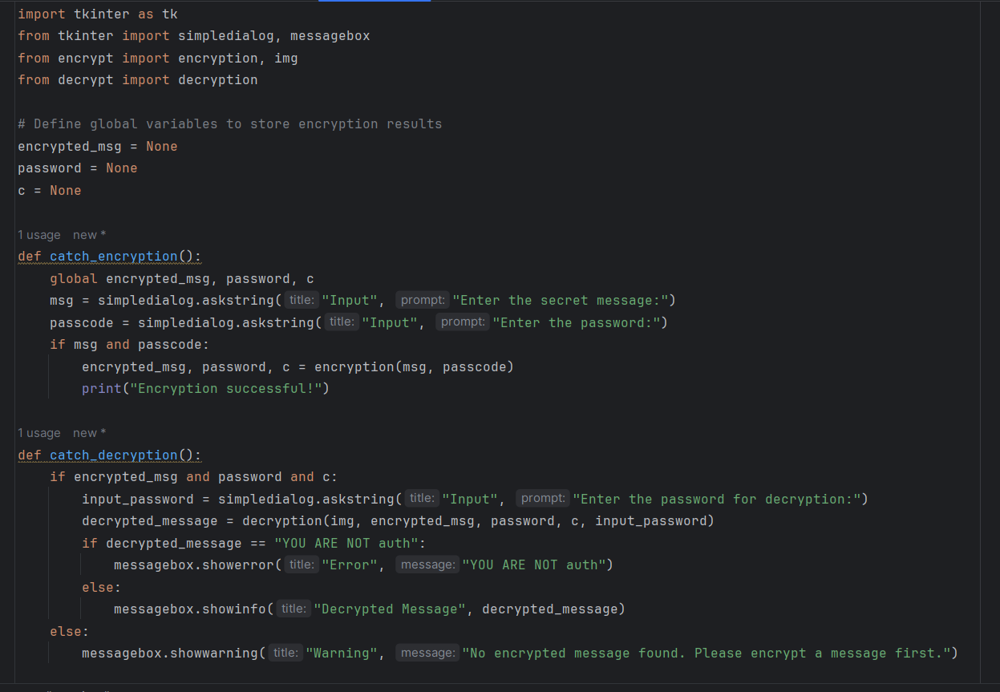 import tkinter as tk
from tkinter import simpledialog, messagebox
from encrypt import encryption, img
from decrypt import decryption

# Define global variables to store encryption results
encrypted_msg = None
password = None
c = None

1 usage   new *
def catch_encryption():
    global encrypted_msg, password, c
    msg = simpledialog.askstring( title: "Input",  prompt: "Enter the secret message:")
    passcode = simpledialog.askstring( title: "Input",  prompt: "Enter the password:")
    if msg and passcode:
        encrypted_msg, password, c = encryption(msg, passcode)
        print("Encryption successful!")

1 usage   new *
def catch_decryption():
    if encrypted_msg and password and c:
        input_password = simpledialog.askstring( title: "Input",  prompt: "Enter the password for decryption:")
        decrypted_message = decryption(img, encrypted_msg, password, c, input_password)
        if decrypted_message == "YOU ARE NOT auth":
            messagebox.showerror( title: "Error",  message: "YOU ARE NOT auth")
        else:
            messagebox.showinfo( title: "Decrypted Message", decrypted_message)
    else:
        messagebox.showwarning( title: "Warning",  message: "No encrypted message found. Please encrypt a message first.")